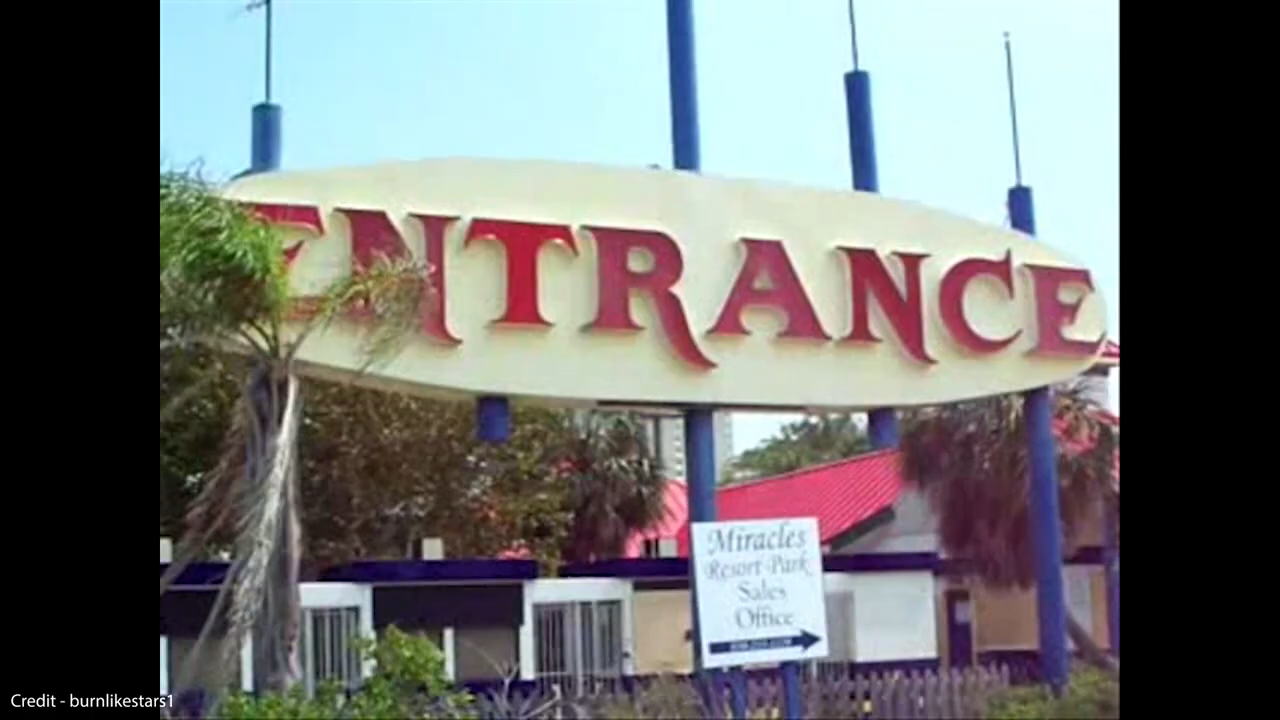 ENTRANCE
Miracles
Resort Park
Sales
Office
Credit - burnlikestars1